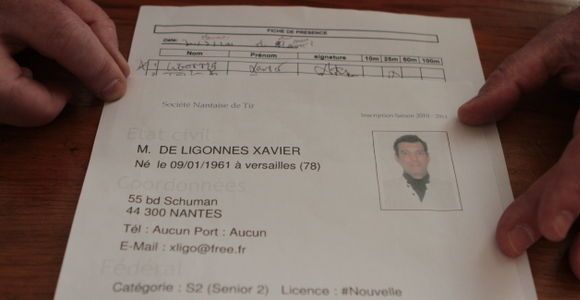 FICHE DE PRESENCE
Date:
Nom Prénom signature 10m 25m 50m 100m
Xavier
Société Nantaise de Tir
Inscription Saison 2010 - 2011
Etat civil
M. DE LIGONNES XAVIER
Né le 09/01/1961 à versailles (78)
Coordonnées
55 bd Schuman
44 300 NANTES
Tél : Aucun Port : Aucun
E-Mail : xligo@free.fr
Fédéral
Catégorie : S2 (Senior 2) Licence : #Nouvelle